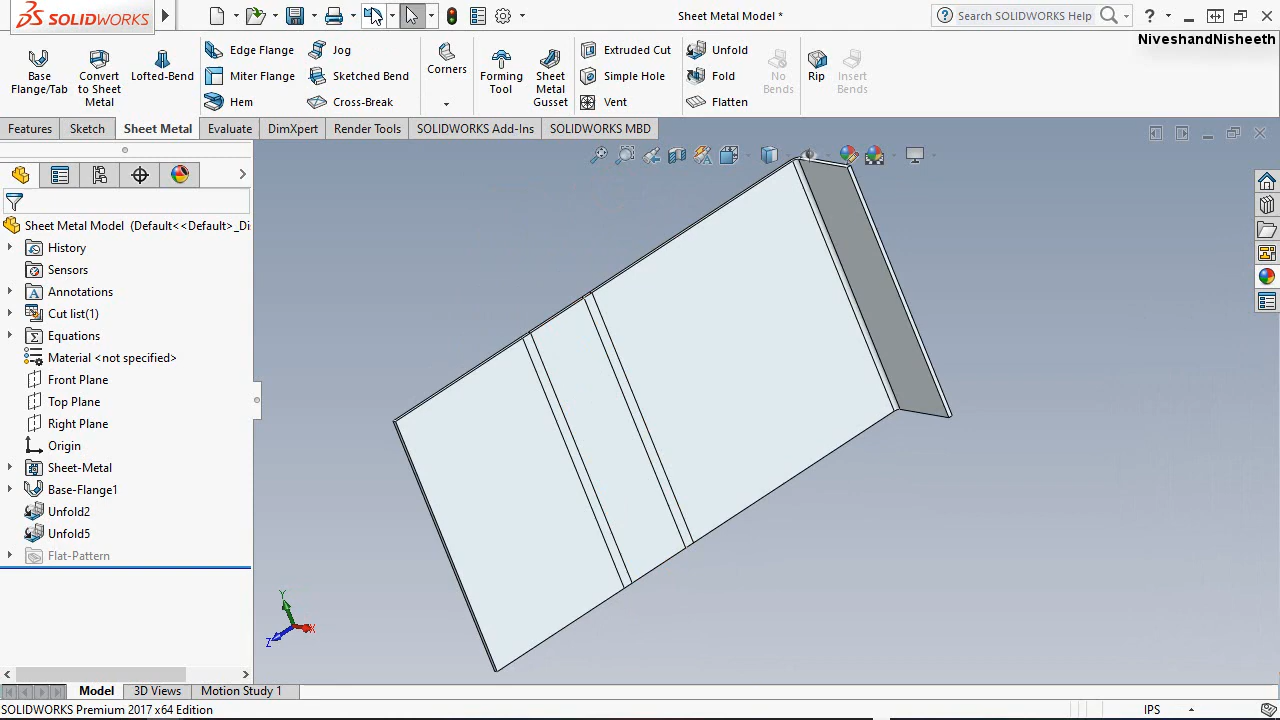 SOLIDWORKS
Sheet Metal Model *
Search SOLIDWORKS Help
?
NiveshandNisheeth
Base Flange/Tab
Convert to Sheet Metal
Lofted-Bend
Edge Flange
Miter Flange
Hem
Jog
Sketched Bend
Cross-Break
Corners
Forming Tool
Sheet Metal Gusset
Extruded Cut
Simple Hole
Vent
Unfold
Fold
Flatten
No Bends
Rip
Insert Bends
Features
Sketch
Sheet Metal
Evaluate
DimXpert
Render Tools
SOLIDWORKS Add-Ins
SOLIDWORKS MBD
Sheet Metal Model (Default<<Default>_Di
History
Sensors
Annotations
Cut list(1)
Equations
Material <not specified>
Front Plane
Top Plane
Right Plane
Origin
Sheet-Metal
Base-Flange1
Unfold2
Unfold5
Flat-Pattern
Y
Z
X
Model
3D Views
Motion Study 1
SOLIDWORKS Premium 2017 x64 Edition
IPS